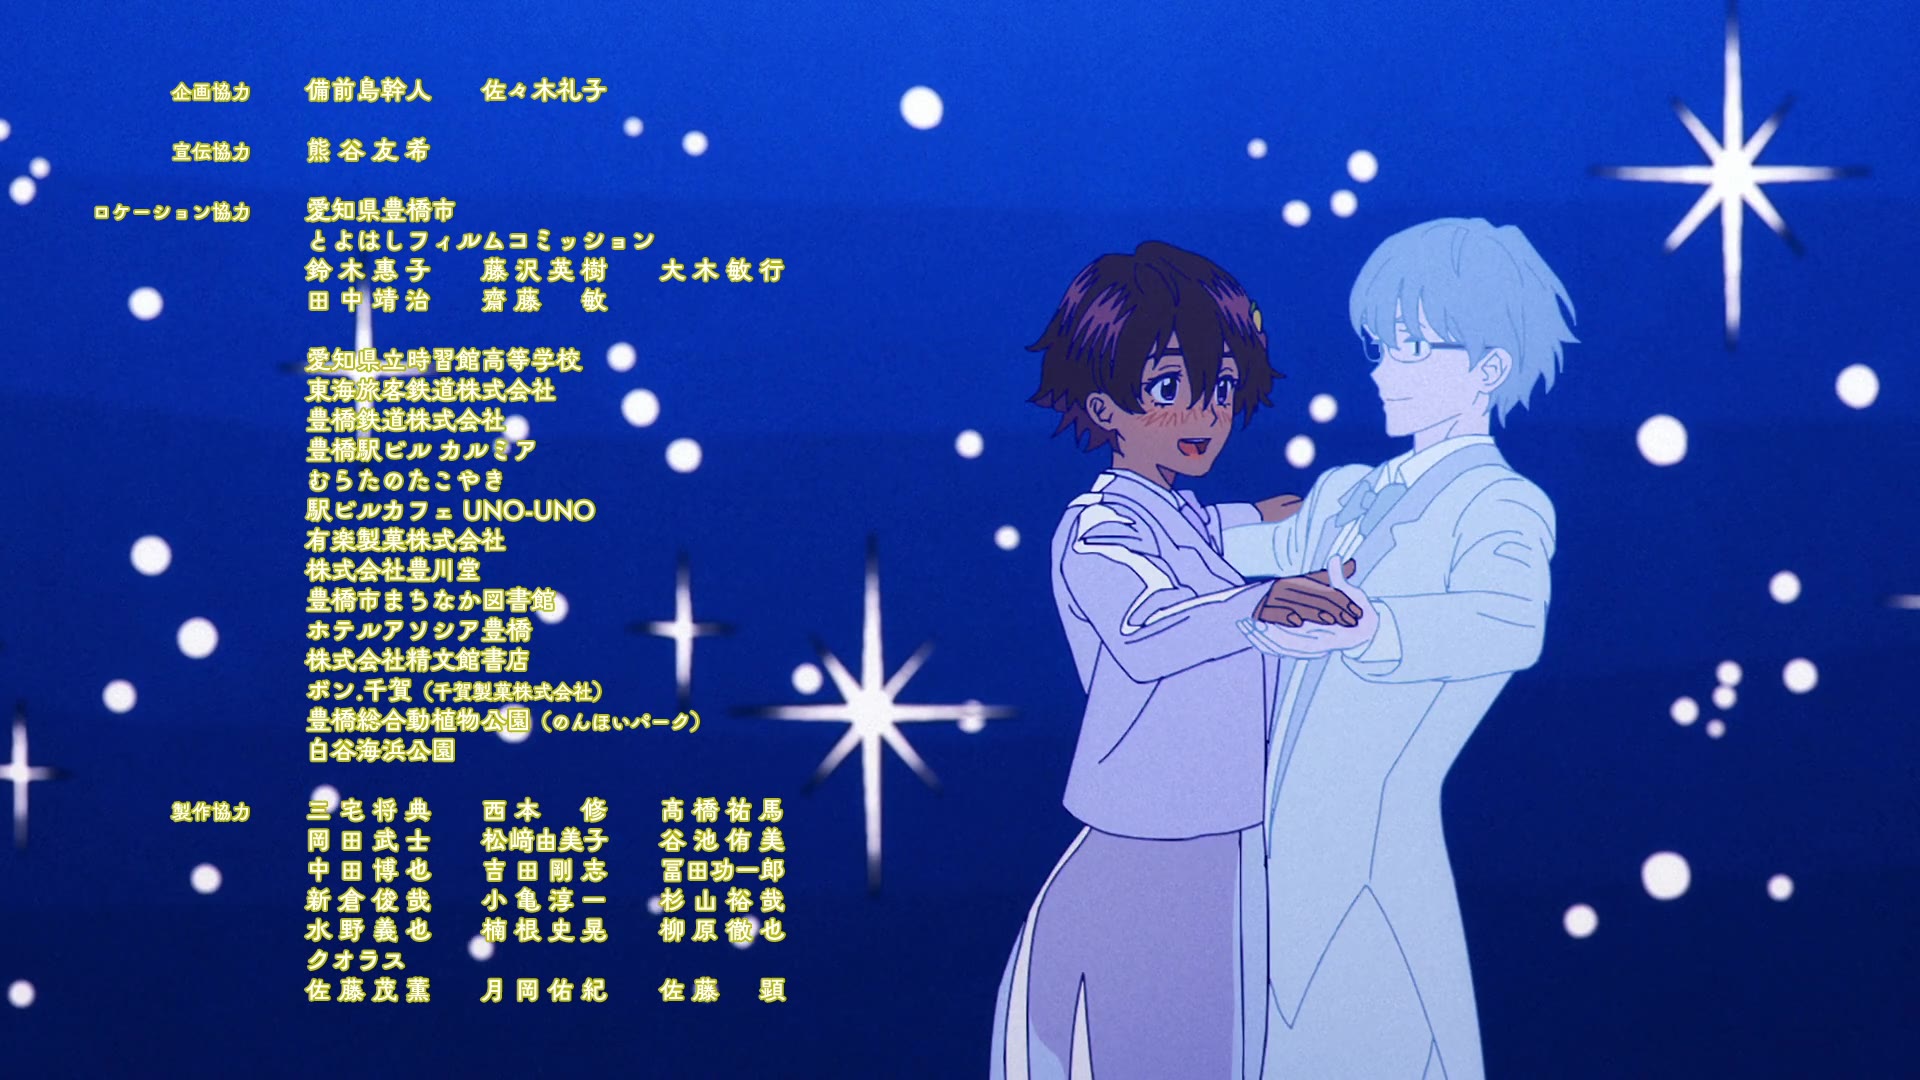 企画協力 備前島幹人 佐々木礼子
宣伝協力 熊谷友希
ロケーション協力 愛知県豊橋市
とよはしフィルムコミッション
鈴木惠子 藤沢英樹 大木敏行
田中靖治 齋藤 敏
愛知県立時習館高等学校
東海旅客鉄道株式会社
豊橋鉄道株式会社
豊橋駅ビル カルミア
むらたのたこやき
駅ビルカフェ UNO-UNO
有楽製菓株式会社
株式会社豊川堂
豊橋市まちなか図書館
ホテルアソシア豊橋
株式会社精文館書店
ボン.千賀（千賀製菓株式会社）
豊橋総合動植物公園（のんほいパーク）
白谷海浜公園
製作協力 三宅将典 西本 修 髙橋祐馬
岡田武士 松﨑由美子 谷池侑美
中田博也 吉田剛志 冨田功一郎
新倉俊哉 小亀淳一 杉山裕哉
水野義也 楠根史晃 柳原徹也
クオラス
佐藤茂薫 月岡佑紀 佐藤 顕